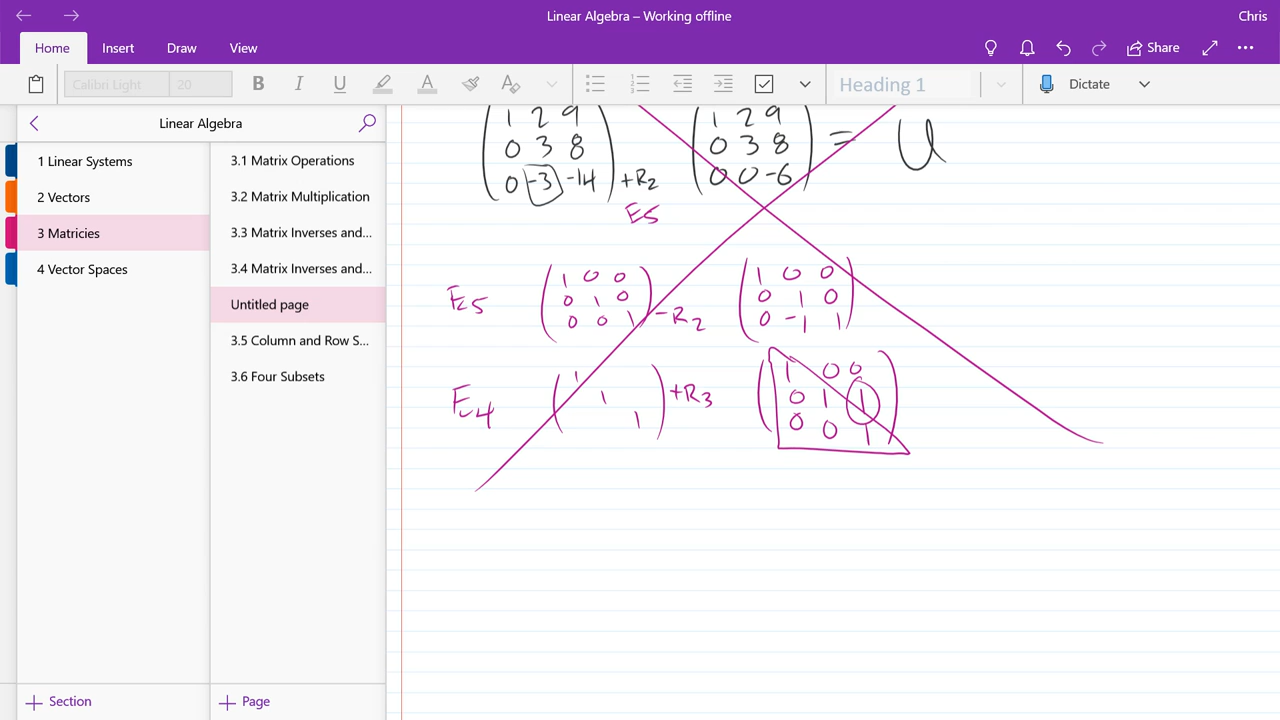 Linear Algebra – Working offline
Chris
Home Insert Draw View
Share
Calibri Light 20 B I U A A Heading 1 Dictate
Linear Algebra
1 Linear Systems
2 Vectors
3 Matricies
4 Vector Spaces
3.1 Matrix Operations
3.2 Matrix Multiplication
3.3 Matrix Inverses and...
3.4 Matrix Inverses and...
Untitled page
3.5 Column and Row S...
3.6 Four Subsets
Section
Page
1 2 9
0 3 8
0 -3 -14 +R2
E5
1 2 9
0 3 8 = U
0 0 -6
E5
1 0 0
0 1 0
0 0 1 -R2
1 0 0
0 1 0
0 -1 1
E4
1
1
1
+R3
1 0 0
0 1 1
0 0 1